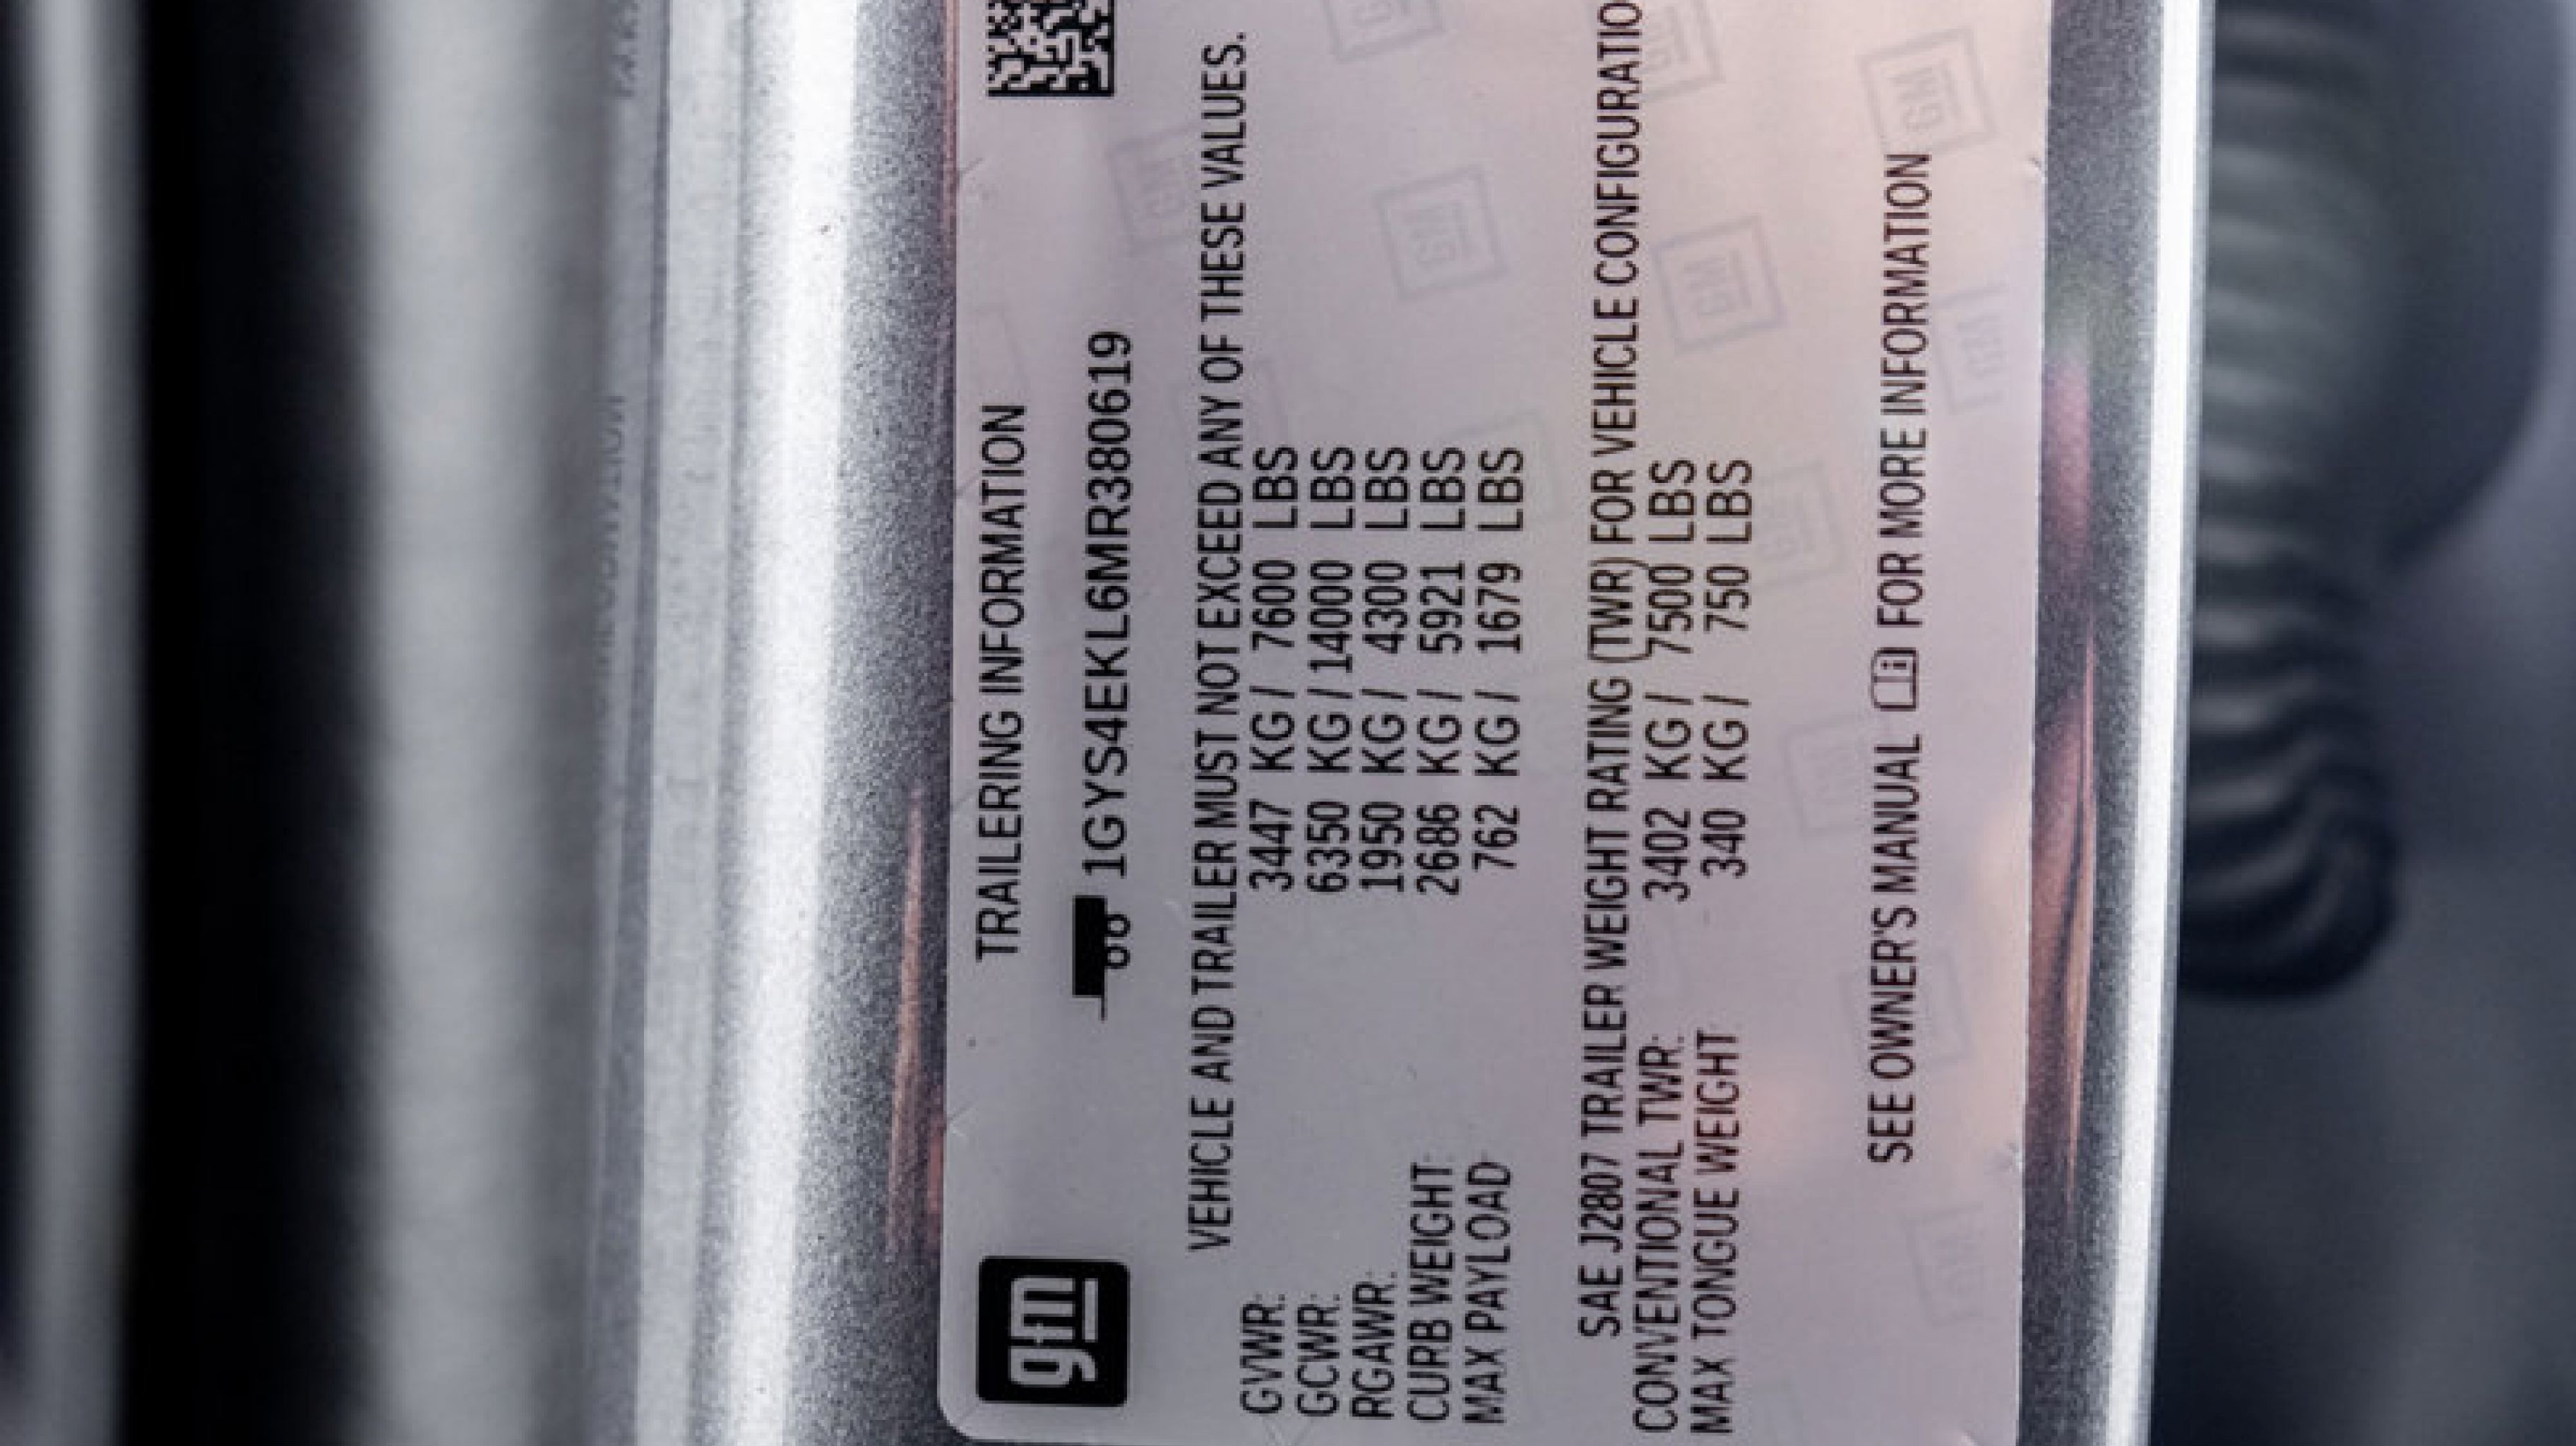 gm
TRAILERING INFORMATION
1GYS4EKL6MR380619
VEHICLE AND TRAILER MUST NOT EXCEED ANY OF THESE VALUES.
GVWR: 3447 KG / 7600 LBS
GCWR: 6350 KG / 14000 LBS
RGAWR: 1950 KG / 4300 LBS
CURB WEIGHT: 2686 KG / 5921 LBS
MAX PAYLOAD 762 KG / 1679 LBS
SAE J2807 TRAILER WEIGHT RATING (TWR) FOR VEHICLE CONFIGURATIO
CONVENTIONAL TWR: 3402 KG / 7500 LBS
MAX TONGUE WEIGHT 340 KG / 750 LBS
SEE OWNER'S MANUAL FOR MORE INFORMATION